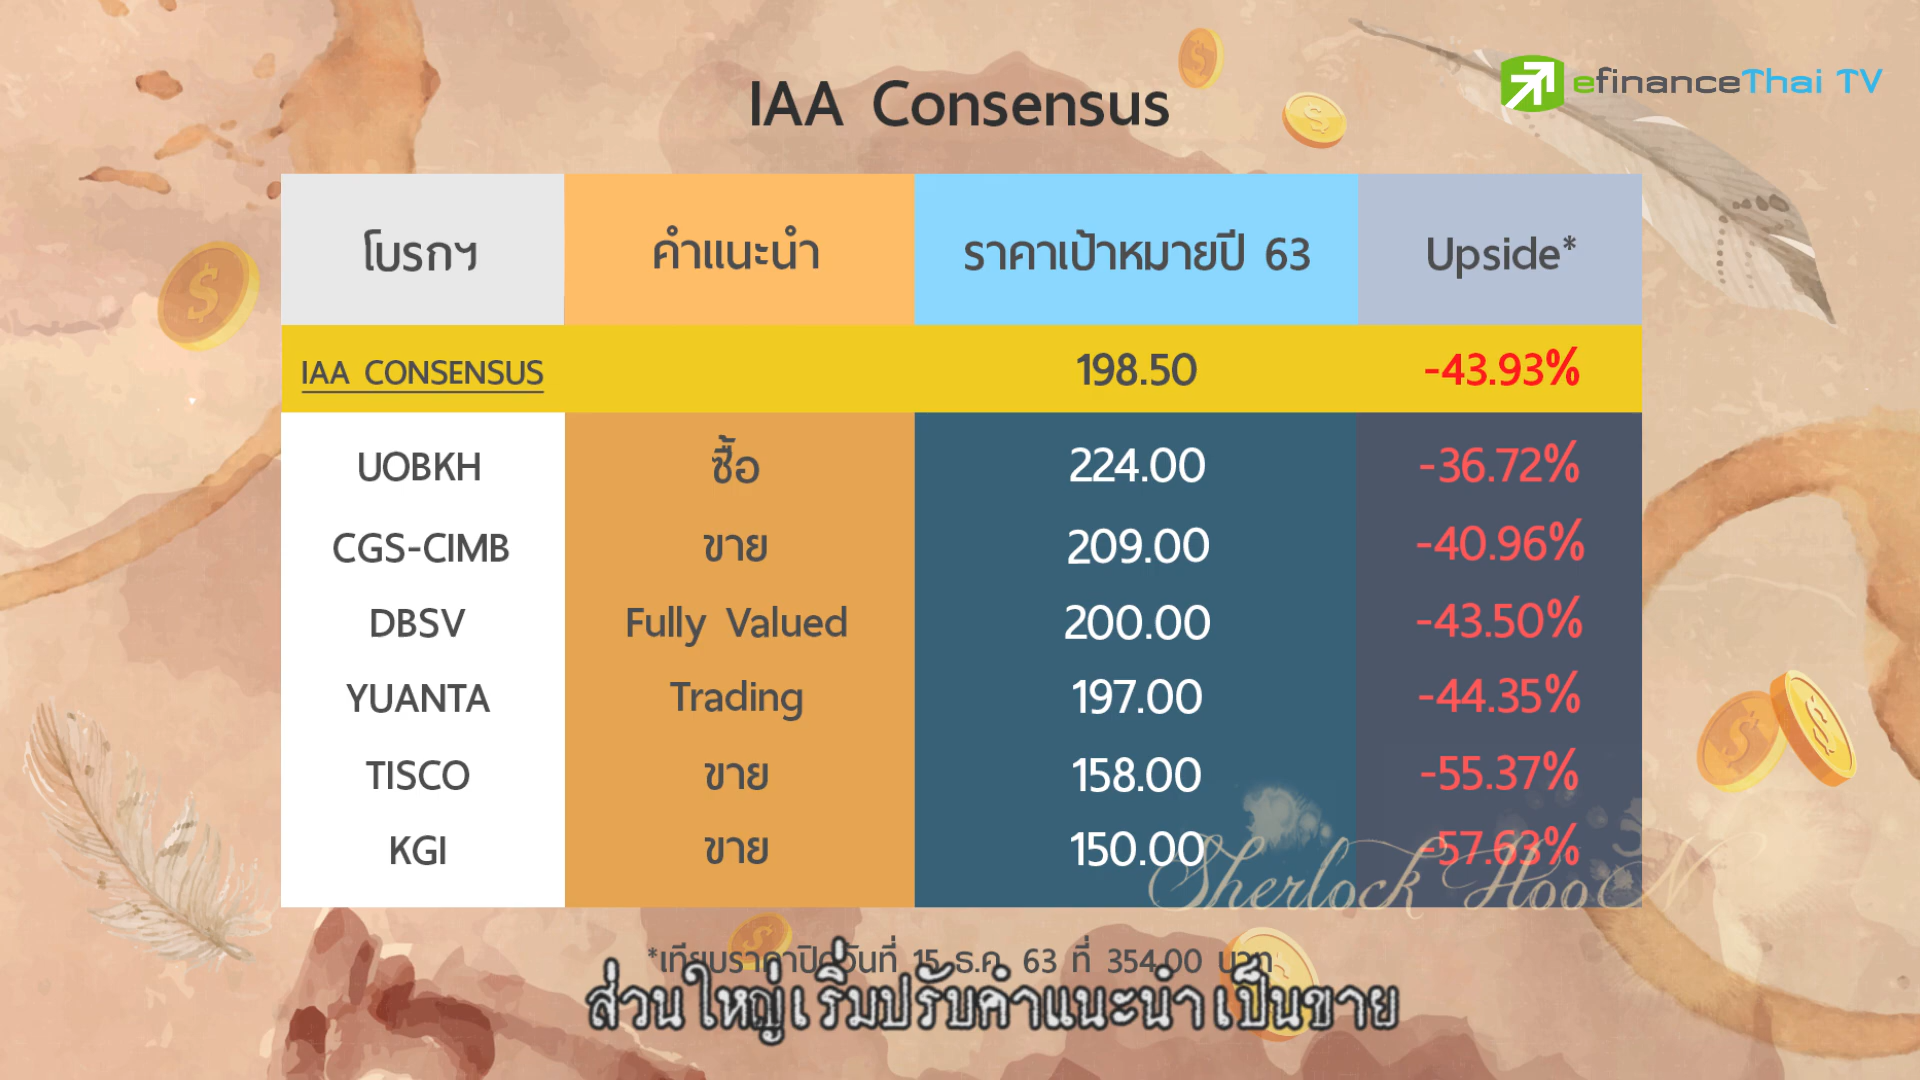 efinanceThai TV
IAA Consensus
โบรกฯ คำแนะนำ ราคาเป้าหมายปี 63 Upside*
IAA CONSENSUS 198.50 -43.93%
UOBKH ซื้อ 224.00 -36.72%
CGS-CIMB ขาย 209.00 -40.96%
DBSV Fully Valued 200.00 -43.50%
YUANTA Trading 197.00 -44.35%
TISCO ขาย 158.00 -55.37%
KGI ขาย 150.00 -57.63%
Sherlock HooN
*เทียบราคาปิดวันที่ 15 ธ.ค. 63 ที่ 354.00 บาท
ส่วนใหญ่เริ่มปรับคำแนะนำเป็นขาย